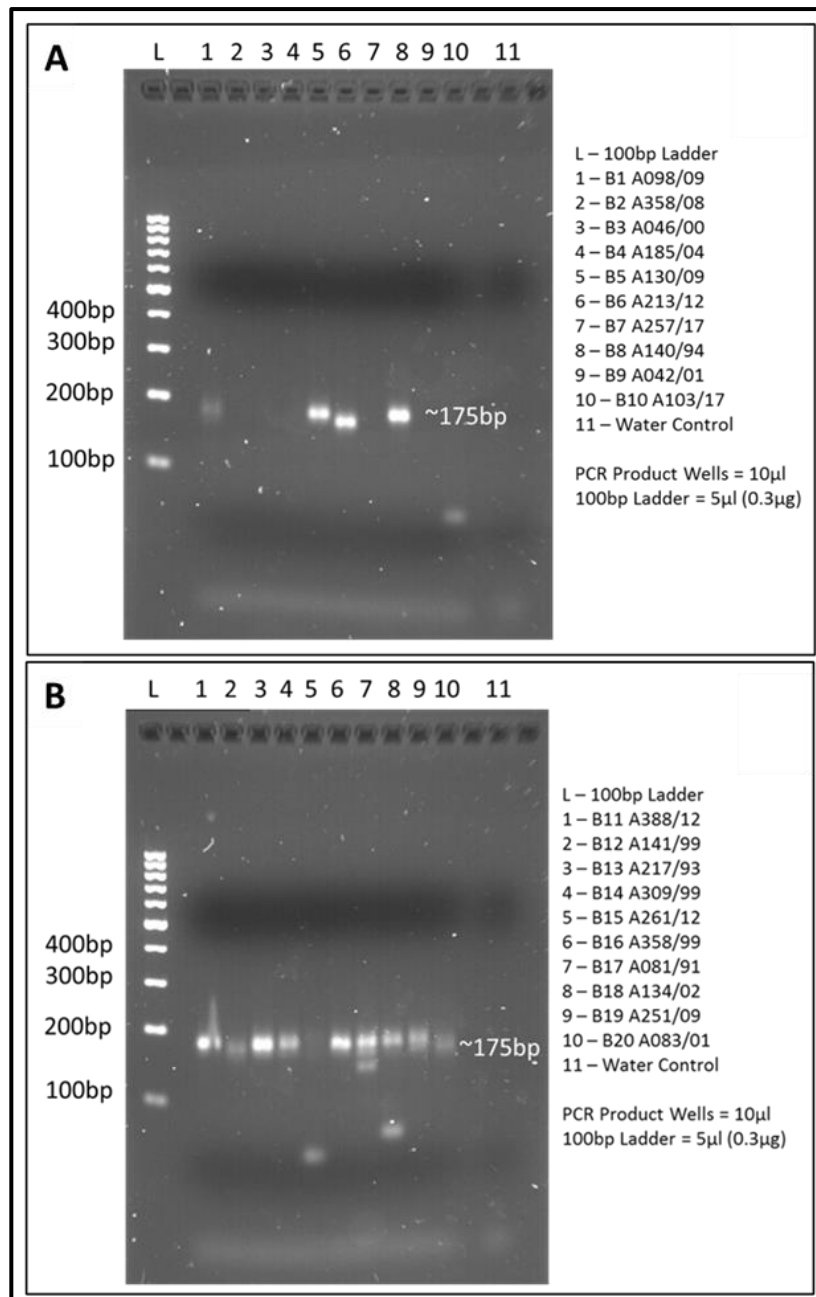 A
L 1 2 3 4 5 6 7 8 9 10 11
400bp
300bp
200bp
100bp
~175bp
L – 100bp Ladder
1 – B1 A098/09
2 – B2 A358/08
3 – B3 A046/00
4 – B4 A185/04
5 – B5 A130/09
6 – B6 A213/12
7 – B7 A257/17
8 – B8 A140/94
9 – B9 A042/01
10 – B10 A103/17
11 – Water Control
PCR Product Wells = 10µl
100bp Ladder = 5µl (0.3µg)
B
L 1 2 3 4 5 6 7 8 9 10 11
400bp
300bp
200bp
100bp
~175bp
L – 100bp Ladder
1 – B11 A388/12
2 – B12 A141/99
3 – B13 A217/93
4 – B14 A309/99
5 – B15 A261/12
6 – B16 A358/99
7 – B17 A081/91
8 – B18 A134/02
9 – B19 A251/09
10 – B20 A083/01
11 – Water Control
PCR Product Wells = 10µl
100bp Ladder = 5µl (0.3µg)